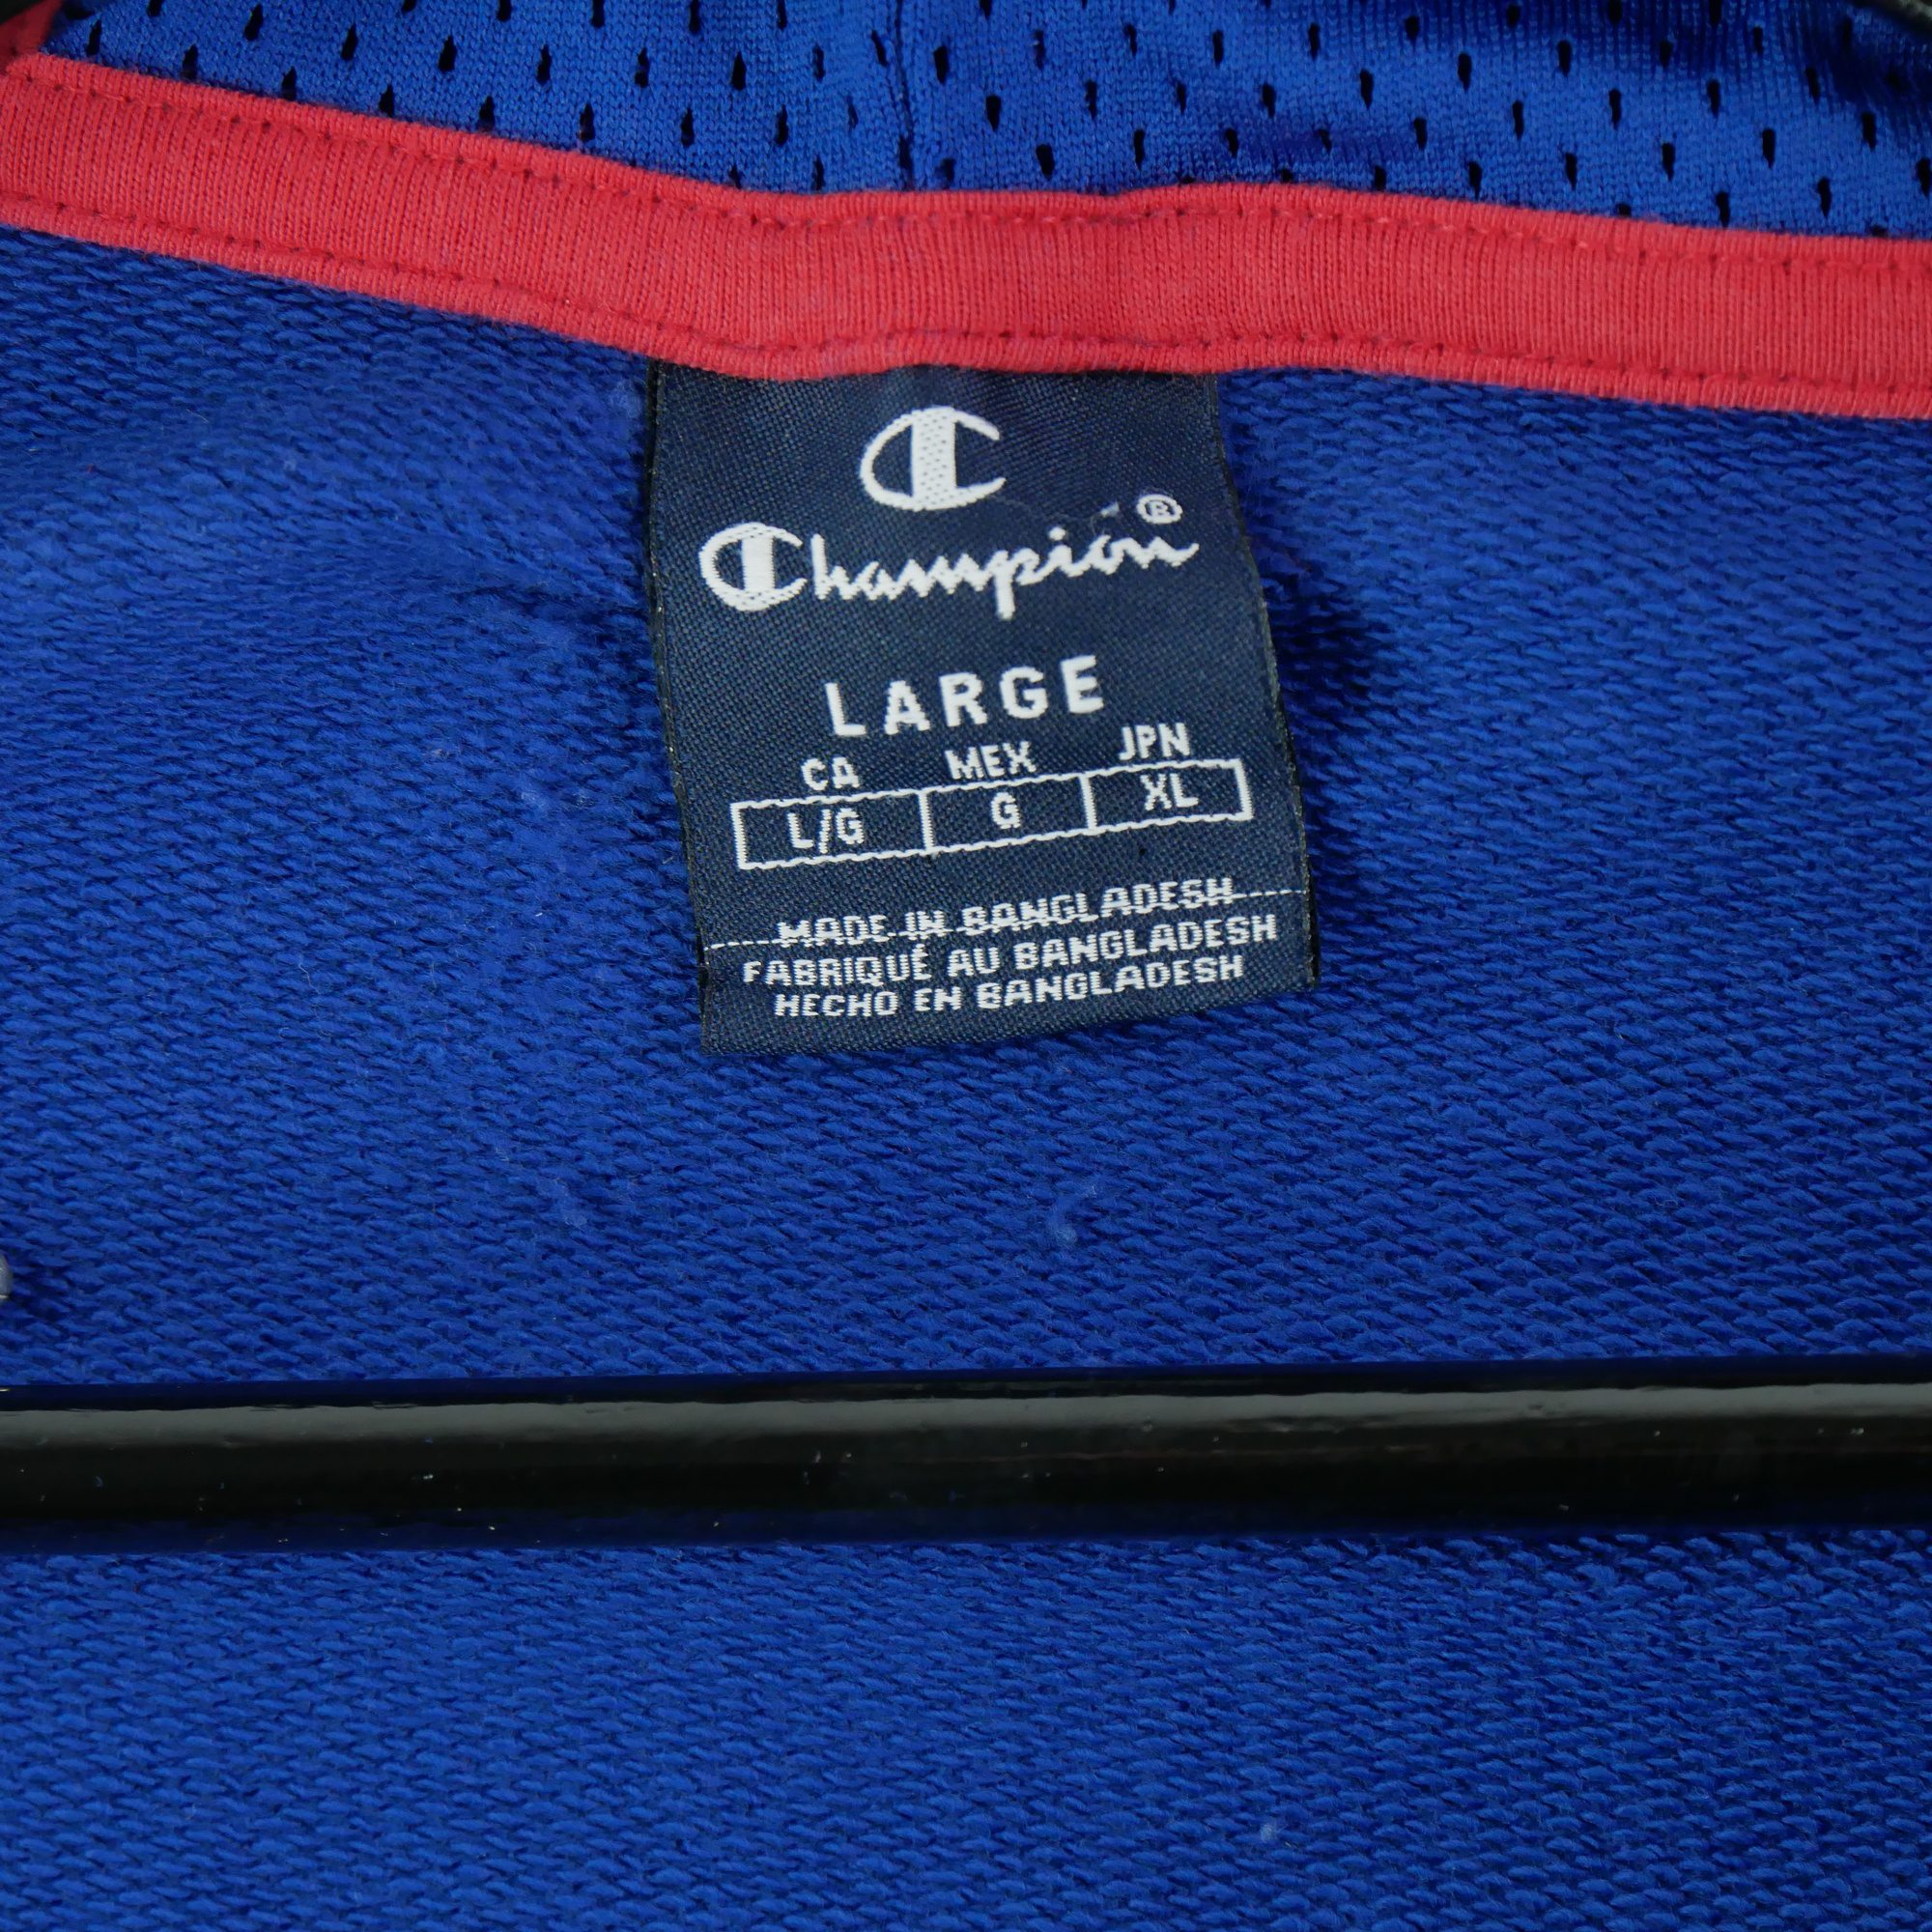 Champion®
LARGE
CA MEX JPN
L/G G XL
MADE IN BANGLADESH
FABRIQUÉ AU BANGLADESH
HECHO EN BANGLADESH